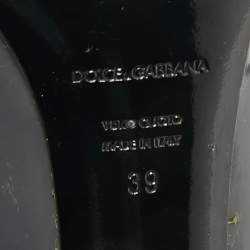 DOLCE & GABBANA
VERO CUOIO
MADE IN ITALY
39